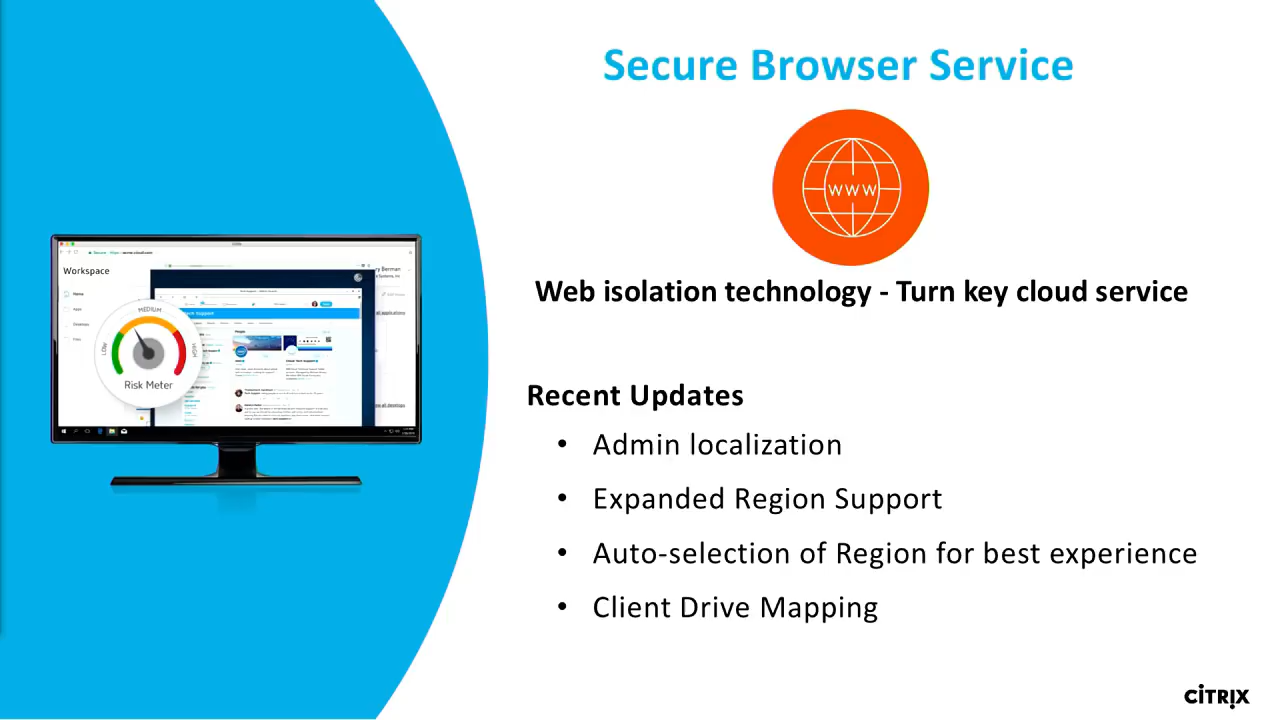 Secure Browser Service
WWW
Web isolation technology - Turn key cloud service
Recent Updates
• Admin localization
• Expanded Region Support
• Auto-selection of Region for best experience
• Client Drive Mapping
Workspace
LOW
MEDIUM
HIGH
Risk Meter
CITRIX